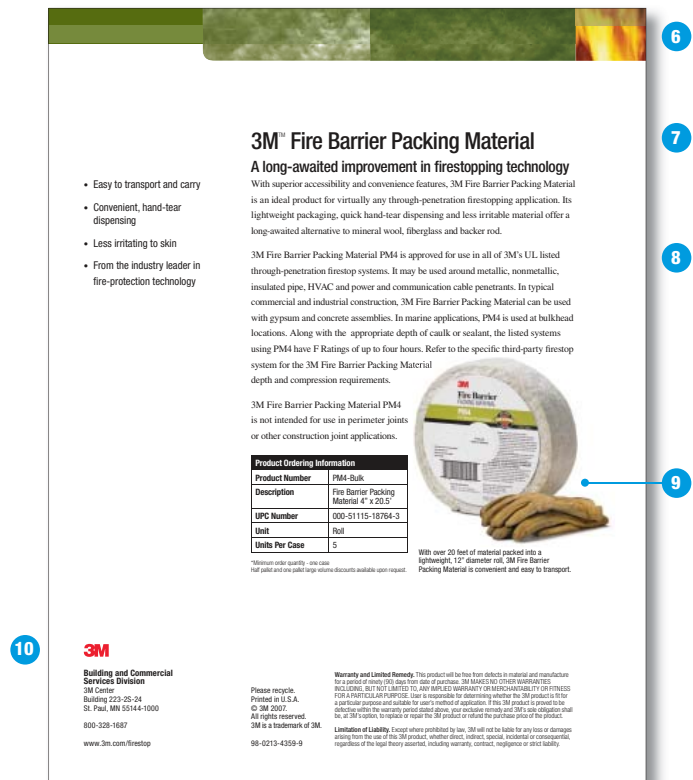 6
7
8
9
10
3M™ Fire Barrier Packing Material
A long-awaited improvement in firestopping technology
• Easy to transport and carry
• Convenient, hand-tear
dispensing
• Less irritating to skin
• From the industry leader in
fire-protection technology
With superior accessibility and convenience features, 3M Fire Barrier Packing Material
is an ideal product for virtually any through-penetration firestopping application. Its
lightweight packaging, quick hand-tear dispensing and less irritable material offer a
long-awaited alternative to mineral wool, fiberglass and backer rod.
3M Fire Barrier Packing Material PM4 is approved for use in all of 3M's UL listed
through-penetration firestop systems. It may be used around metallic, nonmetallic,
insulated pipe, HVAC and power and communication cable penetrants. In typical
commercial and industrial construction, 3M Fire Barrier Packing Material can be used
with gypsum and concrete assemblies. In marine applications, PM4 is used at bulkhead
locations. Along with the appropriate depth of caulk or sealant, the listed systems
using PM4 have F Ratings of up to four hours. Refer to the specific third-party firestop
system for the 3M Fire Barrier Packing Material
depth and compression requirements.
3M Fire Barrier Packing Material PM4
is not intended for use in perimeter joints
or other construction joint applications.
3M
Fire Barrier
PACKING MATERIAL
PM4
Product Ordering Information
Product Number PM4-Bulk
Description Fire Barrier Packing
Material 4" x 20.5'
UPC Number 000-51115-18764-3
Unit Roll
Units Per Case 5
*Minimum order quantity - one case
Half pallet and one pallet large volume discounts available upon request.
With over 20 feet of material packed into a
lightweight, 12" diameter roll, 3M Fire Barrier
Packing Material is convenient and easy to transport.
3M
Building and Commercial
Services Division
3M Center
Building 223-2S-24
St. Paul, MN 55144-1000
800-328-1687
www.3m.com/firestop
Please recycle.
Printed in U.S.A.
© 3M 2007.
All rights reserved.
3M is a trademark of 3M.
98-0213-4359-9
Warranty and Limited Remedy. This product will be free from defects in material and manufacture
for a period of ninety (90) days from date of purchase. 3M MAKES NO OTHER WARRANTIES
INCLUDING, BUT NOT LIMITED TO, ANY IMPLIED WARRANTY OR MERCHANTABILITY OR FITNESS
FOR A PARTICULAR PURPOSE. User is responsible for determining whether the 3M product is fit for
a particular purpose and suitable for user's method of application. If this 3M product is proved to be
defective within the warranty period stated above, your exclusive remedy and 3M's sole obligation shall
be, at 3M's option, to replace or repair the 3M product or refund the purchase price of the product.
Limitation of Liability. Except where prohibited by law, 3M will not be liable for any loss or damages
arising from the use of this 3M product, whether direct, indirect, special, incidental or consequential,
regardless of the legal theory asserted, including warranty, contract, negligence or strict liability.